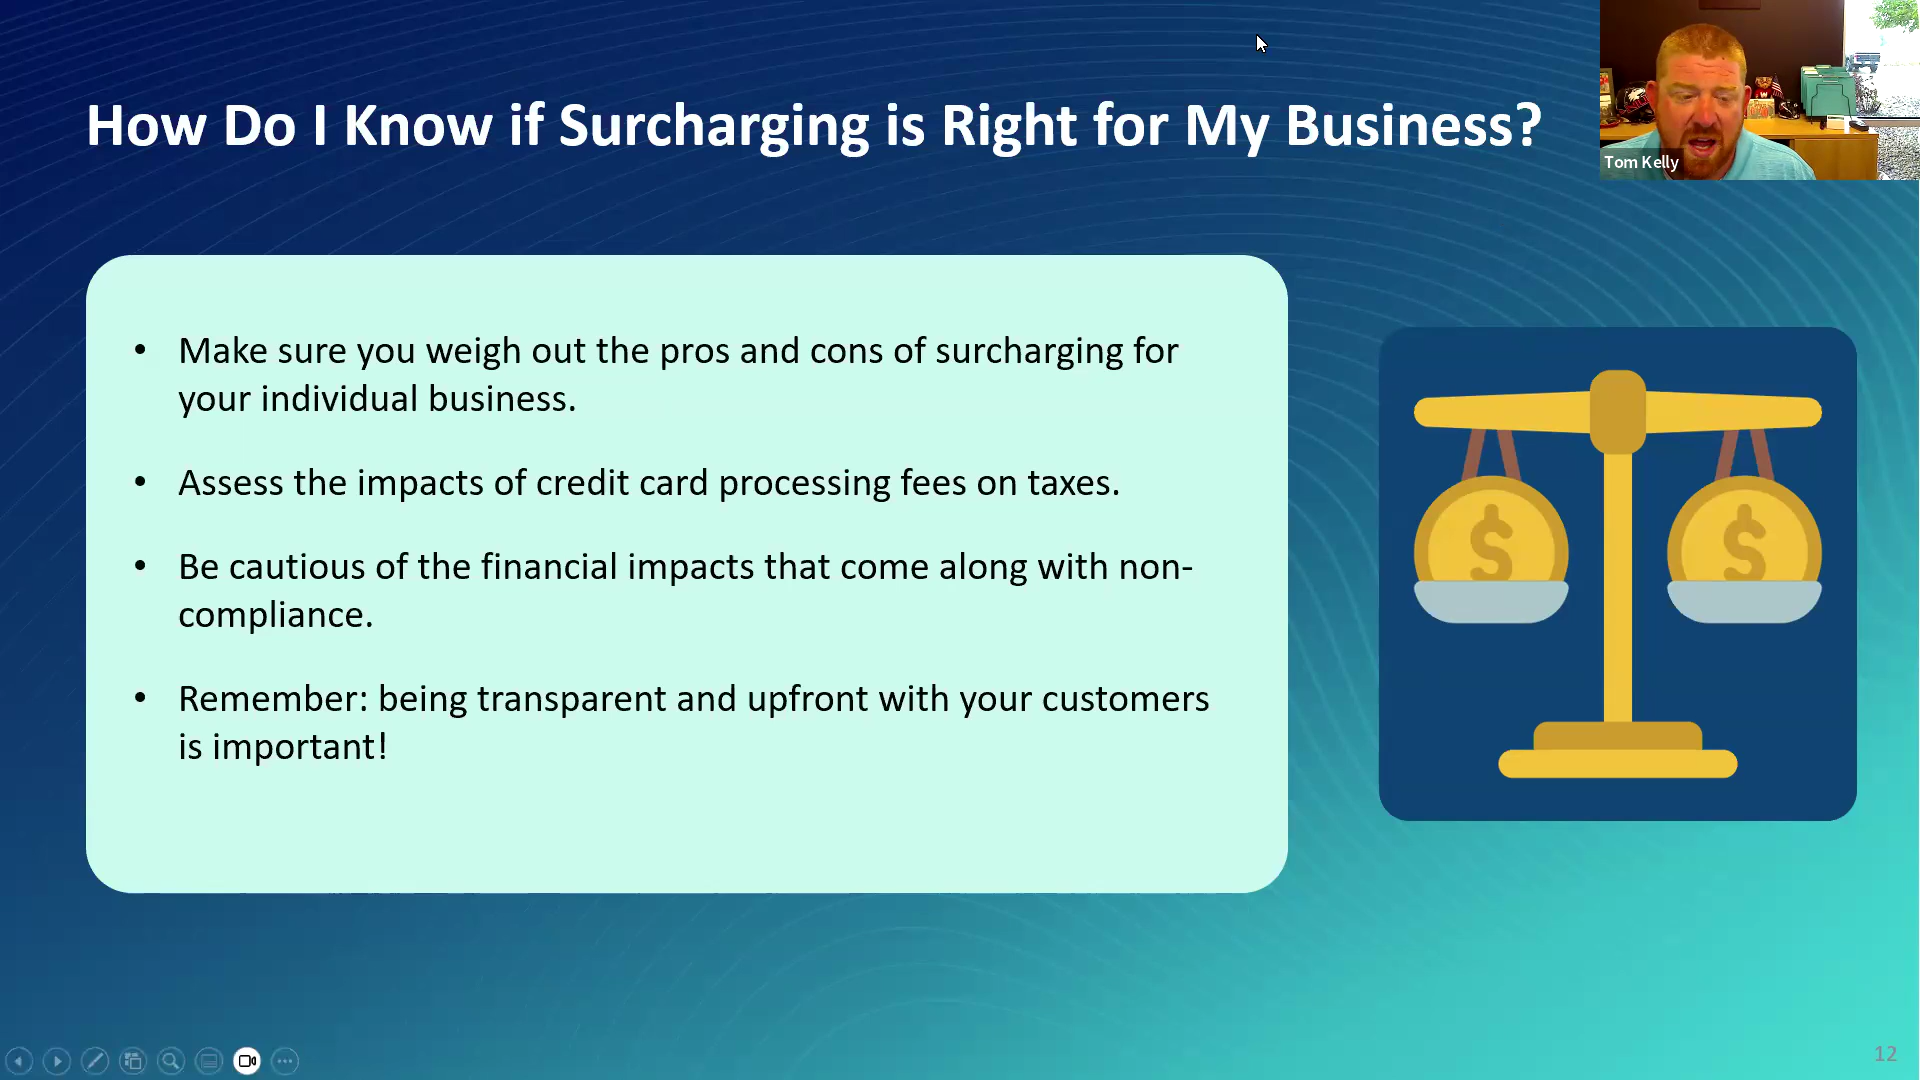 How Do I Know if Surcharging is Right for My Business?
Tom Kelly
• Make sure you weigh out the pros and cons of surcharging for
your individual business.
• Assess the impacts of credit card processing fees on taxes.
• Be cautious of the financial impacts that come along with non-
compliance.
• Remember: being transparent and upfront with your customers
is important!
$ $
12